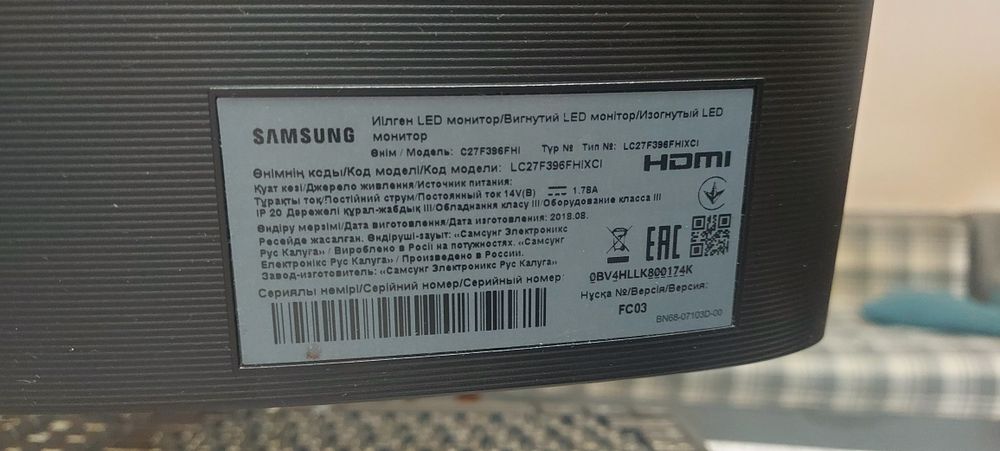 SAMSUNG
Иілген LED монитор/Вигнутий LED монітор/Изогнутый LED
монитор
Өнім / Модель: C27F396FHI Түр № Тип №: LC27F396FHIXCI
HDMI
Өнімнің коды/Код моделі/Код модели: LC27F396FHIXCI
Қуат көзі/Джерело живлення/Источник питания:
Тұрақты ток/Постійний струм/Постоянный ток 14V(B) 1.78A
IP 20 Дәрежелі құрал-жабдық III/Обладнання класу III/Оборудование класса III
Өндіру мерзімі/Дата виготовлення/Дата изготовления: 2018.08.
Ресейде жасалған. Өндіруші-зауыт: «Самсунг Электроникс
Рус Калуга» / Вироблено в Росії на потужностях. «Самсунг
Електронікс Рус Калуга» / Произведено в России.
Завод-изготовитель: «Самсунг Электроникс Рус Калуга»
EAC
0BV4HLLK800174K
Сериялы нөмірі/Серійний номер/Серийный номер:
Нұсқа №/Версія/Версия:
FC03
BN68-07103D-00